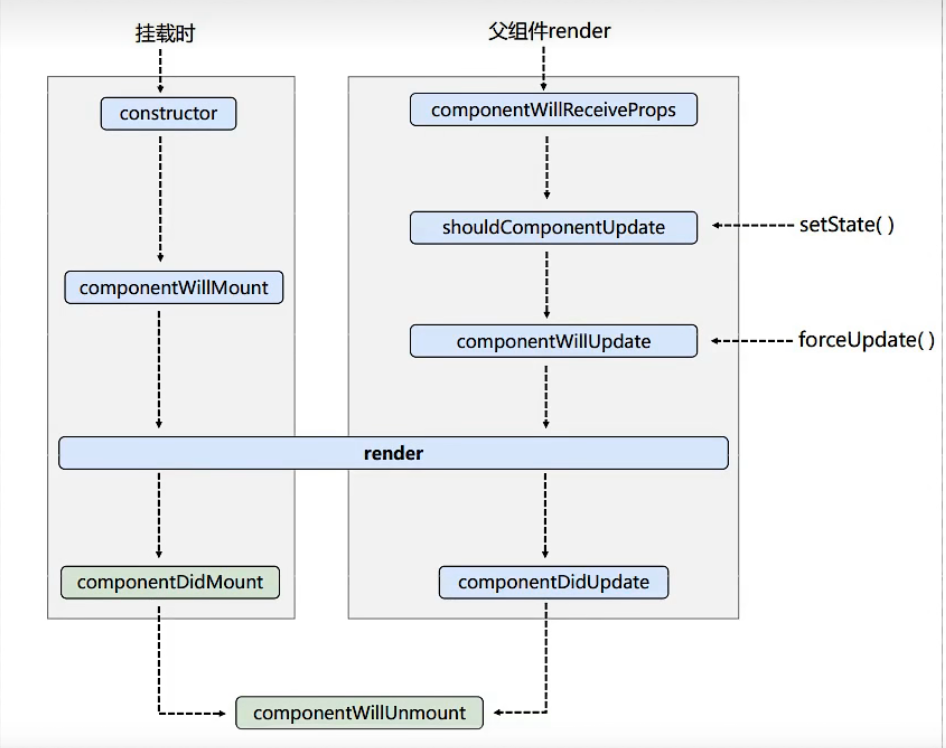 挂载时
constructor
componentWillMount
父组件render
componentWillReceiveProps
shouldComponentUpdate
setState( )
componentWillUpdate
forceUpdate( )
render
componentDidMount
componentDidUpdate
componentWillUnmount